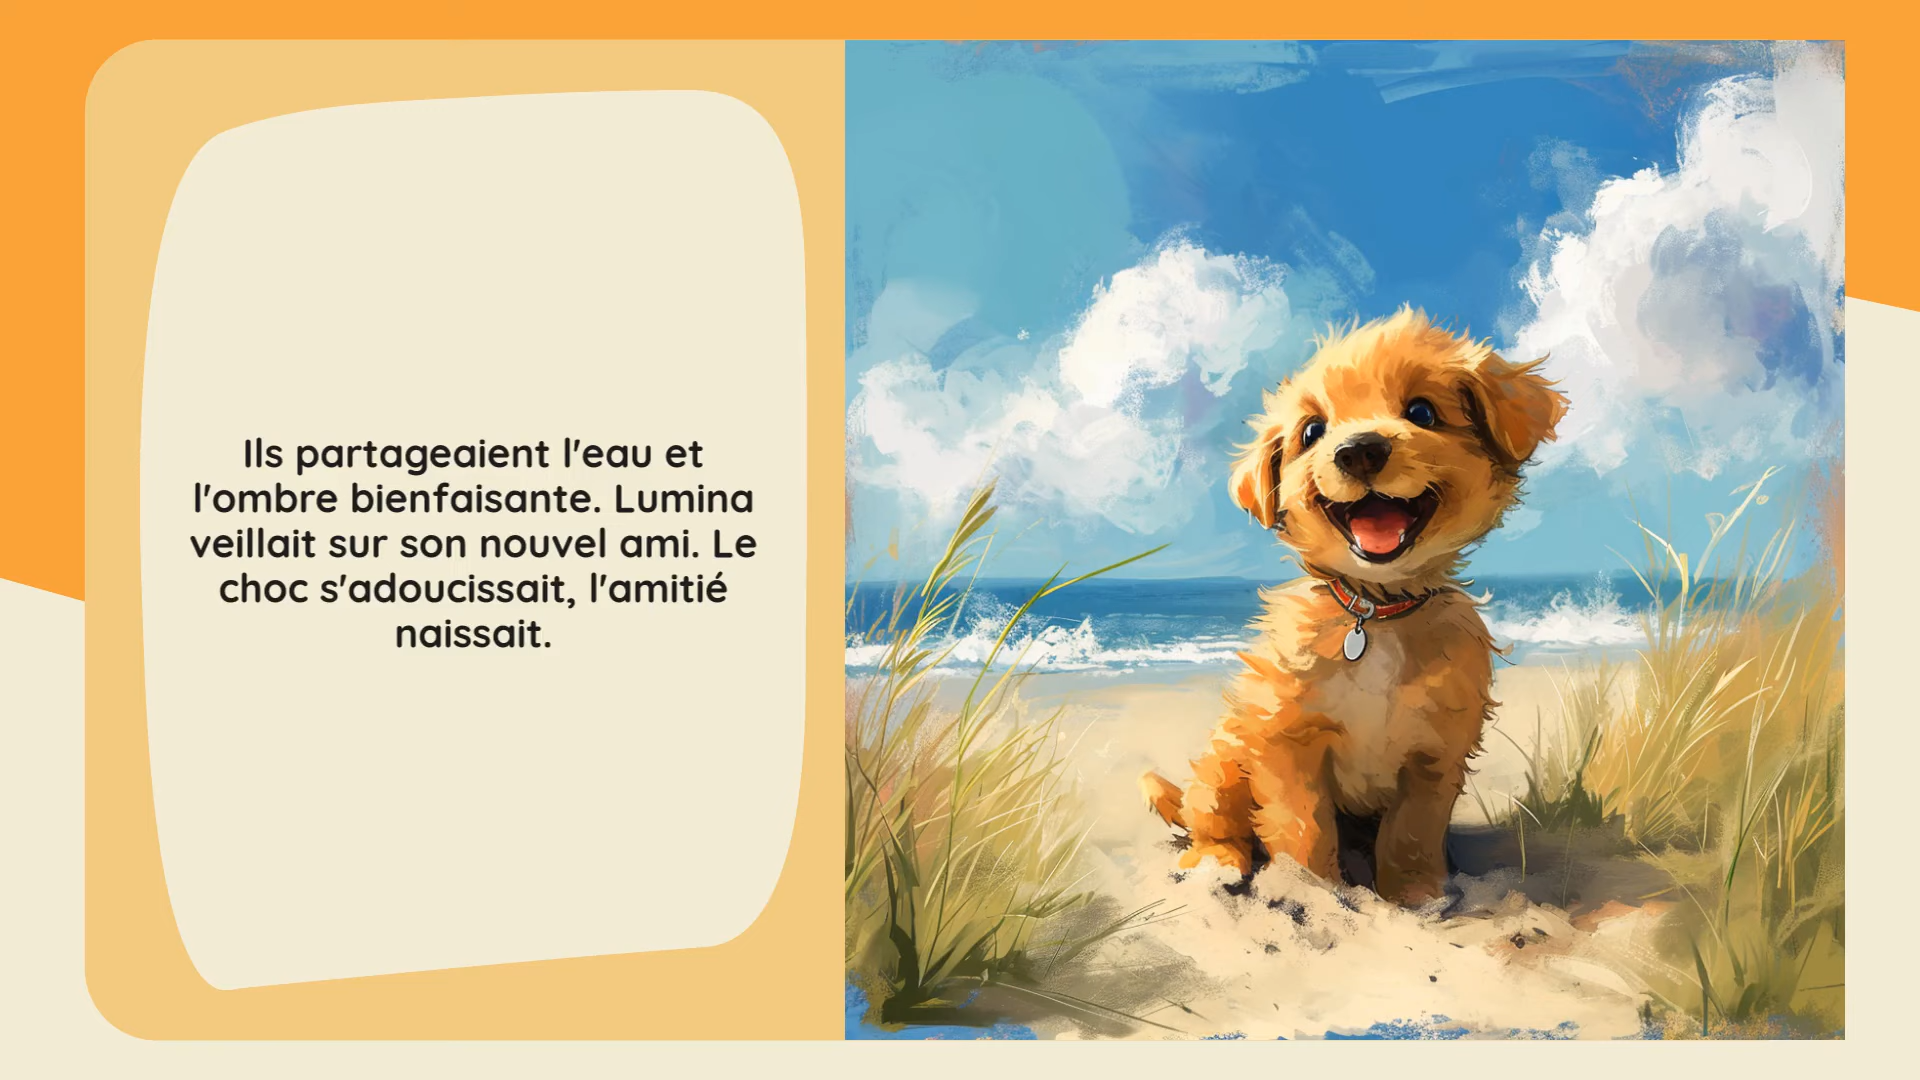 Ils partageaient l'eau et
l'ombre bienfaisante. Lumina
veillait sur son nouvel ami. Le
choc s'adoucissait, l'amitié
naissait.